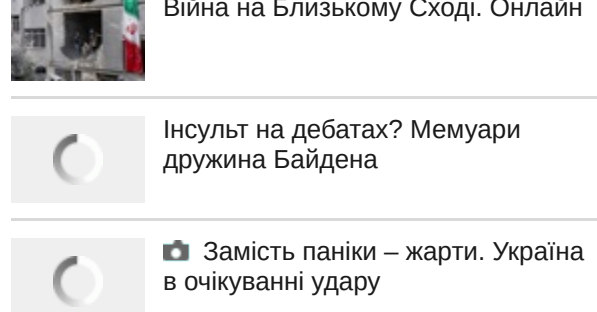 Війна на Близькому Сході. Онлайн
Інсульт на дебатах? Мемуари
дружина Байдена
Замість паніки – жарти. Україна
в очікуванні удару